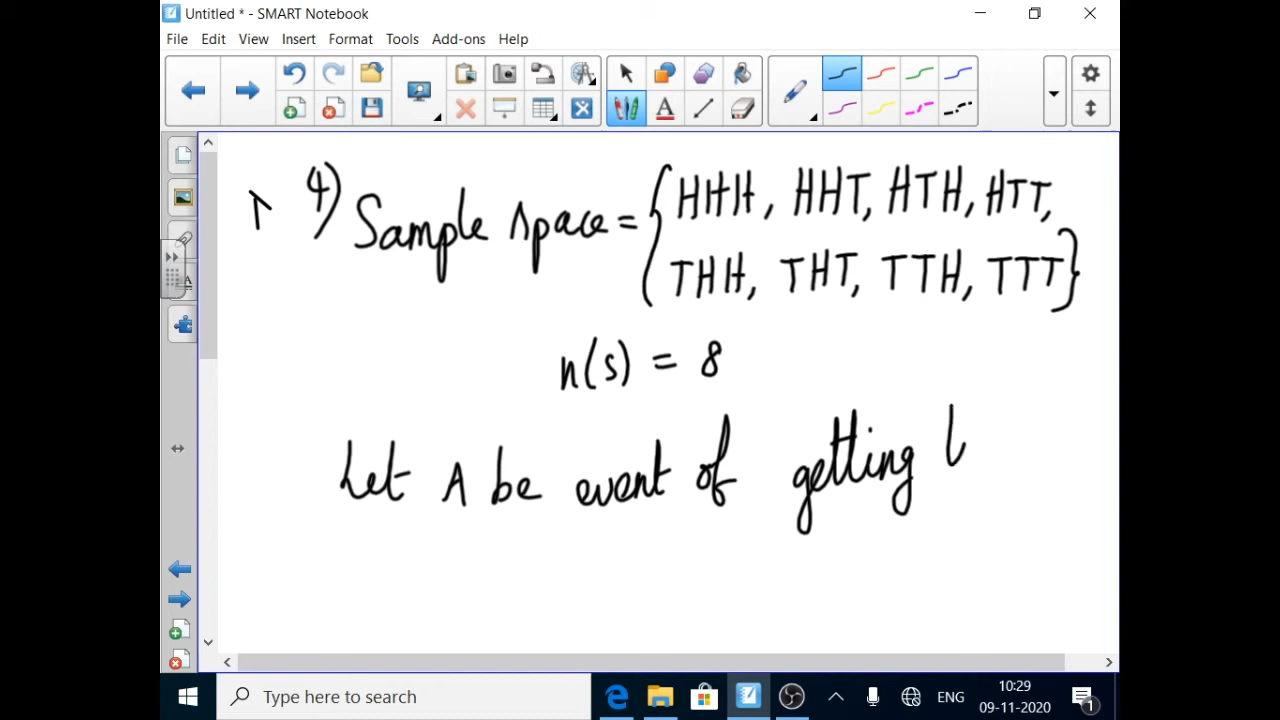 Untitled * - SMART Notebook
File Edit View Insert Format Tools Add-ons Help
4) Sample space = { HHH, HHT, HTH, HTT,
THH, THT, TTH, TTT }
n(s) = 8
Let A be event of getting
Type here to search
ENG
10:29
09-11-2020
1